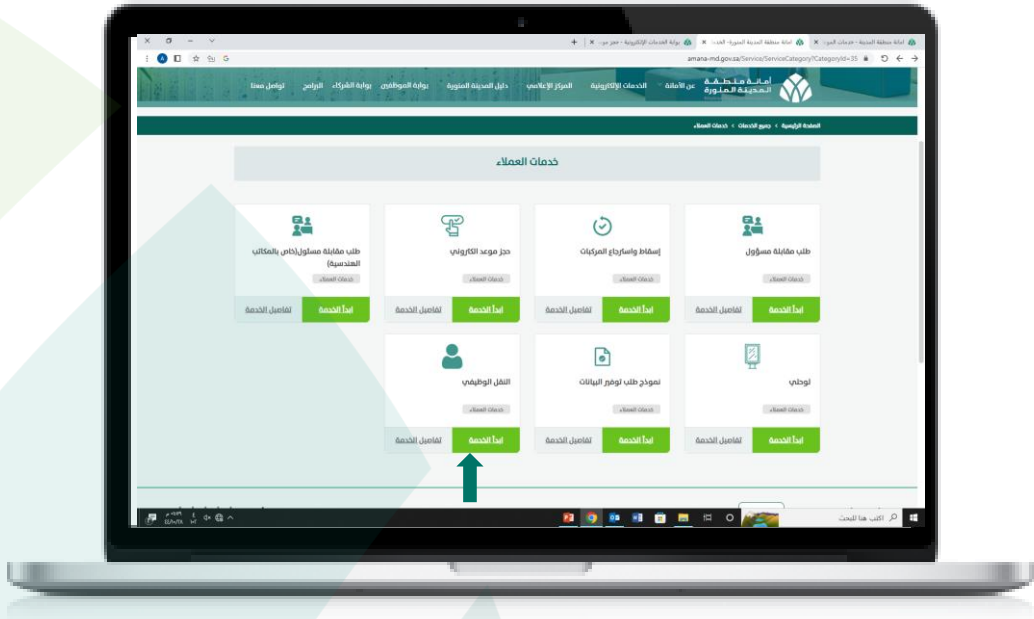 amana-md.gov.sa/Service/ServiceCategory?CategoryId=35
أمانة منطقة
المدينة المنورة
عن الأمانة
الخدمات الإلكترونية
المركز الإعلامي
دليل المدينة المنورة
بوابة الموظفين
بوابة الشركاء
البرامج
تواصل معنا
الصفحة الرئيسية › جميع الخدمات › خدمات العملاء
خدمات العملاء
طلب مقابلة مسؤول
خدمات العملاء
ابدأ الخدمة
تفاصيل الخدمة
إسقاط واسترجاع المركبات
خدمات العملاء
ابدأ الخدمة
تفاصيل الخدمة
حجز موعد الكتروني
خدمات العملاء
ابدأ الخدمة
تفاصيل الخدمة
طلب مقابلة مسئول(خاص بالمكاتب
الهندسية)
خدمات العملاء
ابدأ الخدمة
تفاصيل الخدمة
لوحتي
خدمات العملاء
ابدأ الخدمة
تفاصيل الخدمة
نموذج طلب توفير البيانات
خدمات العملاء
ابدأ الخدمة
تفاصيل الخدمة
النقل الوظيفي
خدمات العملاء
ابدأ الخدمة
تفاصيل الخدمة
اكتب هنا للبحث